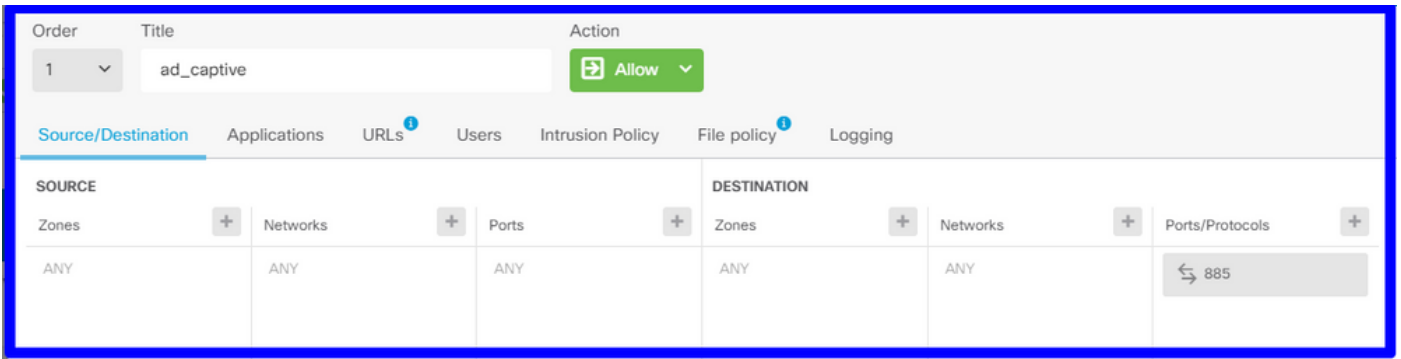 Order Title Action
1 ad_captive Allow
Source/Destination Applications URLs Users Intrusion Policy File policy Logging
SOURCE DESTINATION
Zones + Networks + Ports + Zones + Networks + Ports/Protocols +
ANY ANY ANY ANY ANY 885